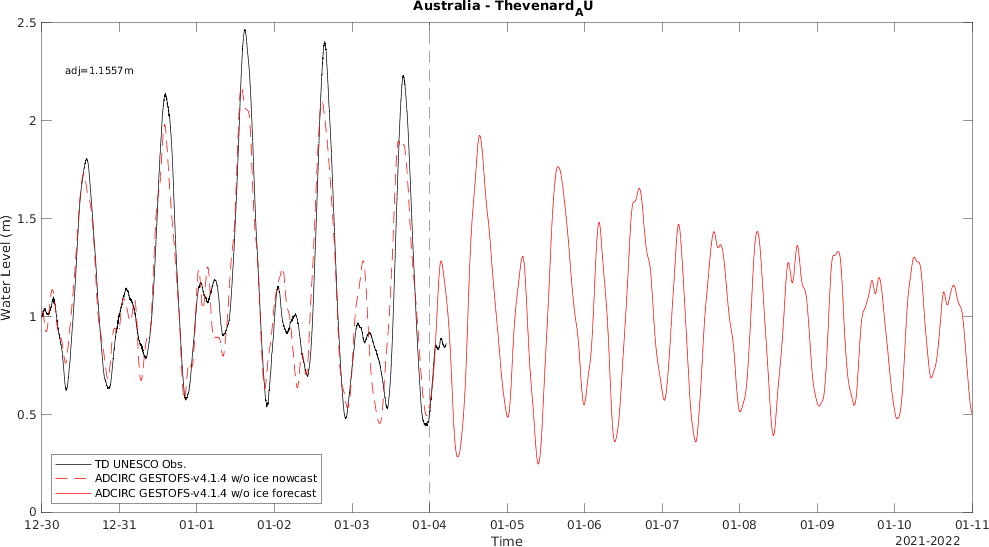 Australia - Thevenard_AU
2.5
adj=1.1557m
2
1.5
Water Level (m)
1
0.5
TD UNESCO Obs.
ADCIRC GESTOFS-v4.1.4 w/o ice nowcast
ADCIRC GESTOFS-v4.1.4 w/o ice forecast
0
12-30 12-31 01-01 01-02 01-03 01-04 01-05 01-06 01-07 01-08 01-09 01-10 01-11
Time
2021-2022